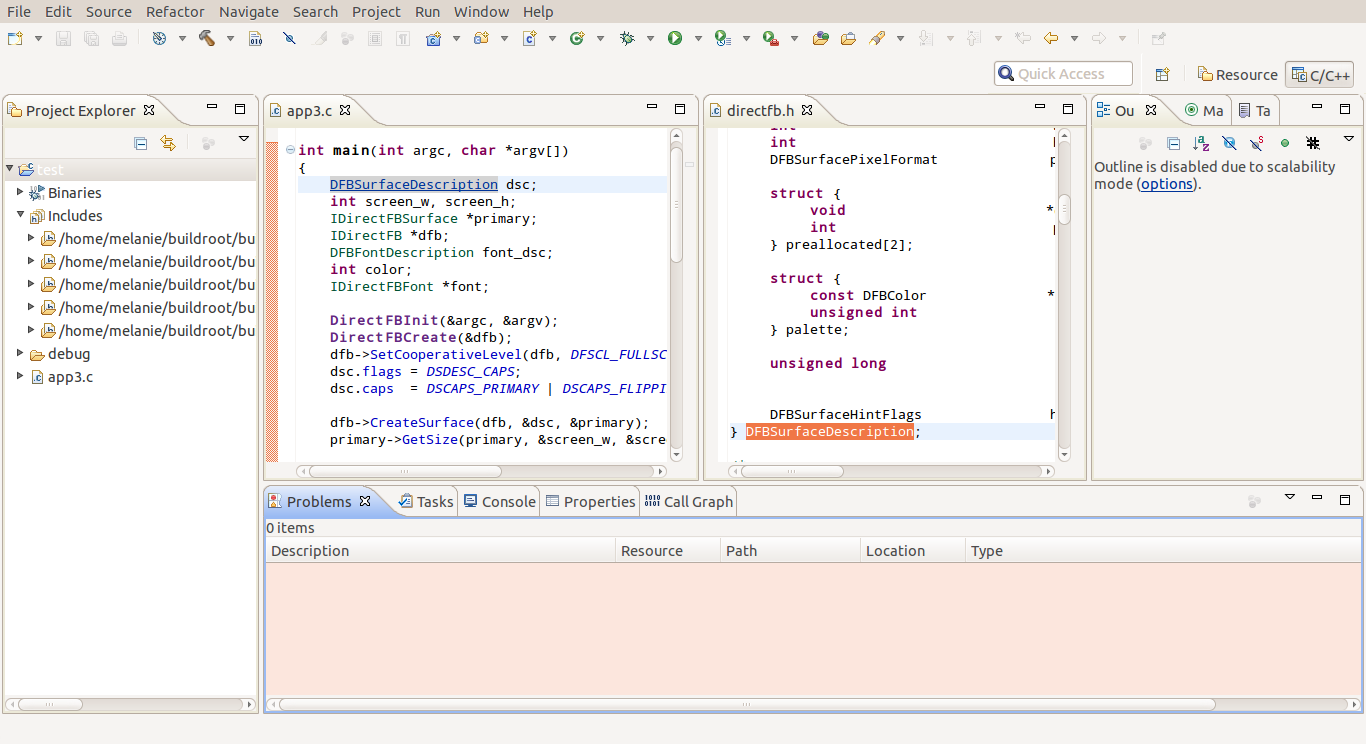 File Edit Source Refactor Navigate Search Project Run Window Help
Quick Access
Resource
C/C++
Project Explorer
test
Binaries
Includes
/home/melanie/buildroot/bu
/home/melanie/buildroot/bu
/home/melanie/buildroot/bu
/home/melanie/buildroot/bu
/home/melanie/buildroot/bu
debug
app3.c
app3.c
int main(int argc, char *argv[])
{
DFBSurfaceDescription dsc;
int screen_w, screen_h;
IDirectFBSurface *primary;
IDirectFB *dfb;
DFBFontDescription font_dsc;
int color;
IDirectFBFont *font;
DirectFBInit(&argc, &argv);
DirectFBCreate(&dfb);
dfb->SetCooperativeLevel(dfb, DFSCL_FULLSC
dsc.flags = DSDESC_CAPS;
dsc.caps = DSCAPS_PRIMARY | DSCAPS_FLIPPI
dfb->CreateSurface(dfb, &dsc, &primary);
primary->GetSize(primary, &screen_w, &scre
directfb.h
int
int
DFBSurfacePixelFormat
struct {
void *
int
} preallocated[2];
struct {
const DFBColor *
unsigned int
} palette;
unsigned long
DFBSurfaceHintFlags h
} DFBSurfaceDescription;
Ou
Ma
Ta
Outline is disabled due to scalability
mode (options).
Problems
Tasks
Console
Properties
Call Graph
0 items
Description Resource Path Location Type